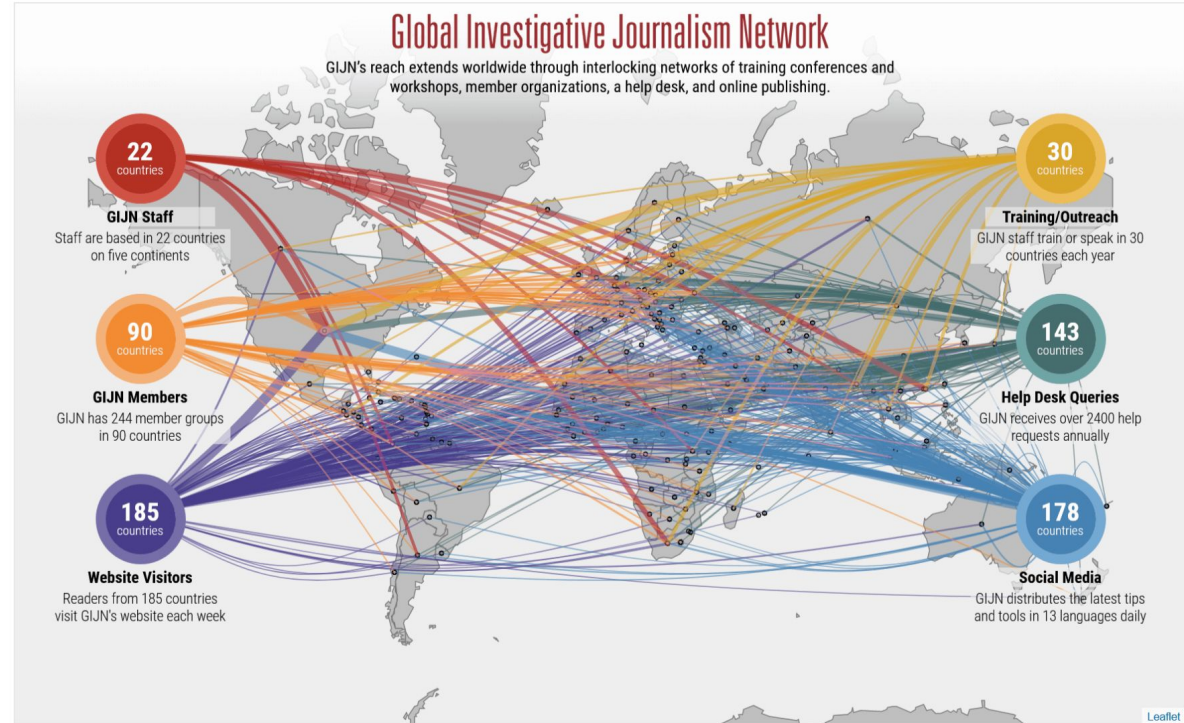 Global Investigative Journalism Network
GIJN's reach extends worldwide through interlocking networks of training conferences and
workshops, member organizations, a help desk, and online publishing.
22
countries
GIJN Staff
Staff are based in 22 countries
on five continents
90
countries
GIJN Members
GIJN has 244 member groups
in 90 countries
185
countries
Website Visitors
Readers from 185 countries
visit GIJN's website each week
30
countries
Training/Outreach
GIJN staff train or speak in 30
countries each year
143
countries
Help Desk Queries
GIJN receives over 2400 help
requests annually
178
countries
Social Media
GIJN distributes the latest tips
and tools in 13 languages daily
Leaflet